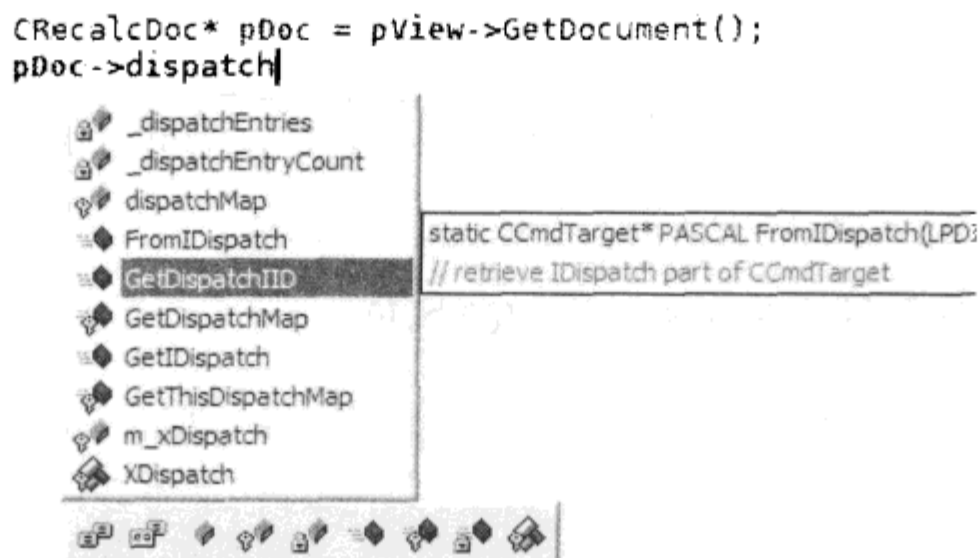 CRecalcDoc* pDoc = pView->GetDocument();
pDoc->dispatch
_dispatchEntries
_dispatchEntryCount
dispatchMap
FromIDispatch
GetDispatchIID
GetDispatchMap
GetIDispatch
GetThisDispatchMap
m_xDispatch
XDispatch
static CCmdTarget* PASCAL FromIDispatch(LPD
// retrieve IDispatch part of CCmdTarget